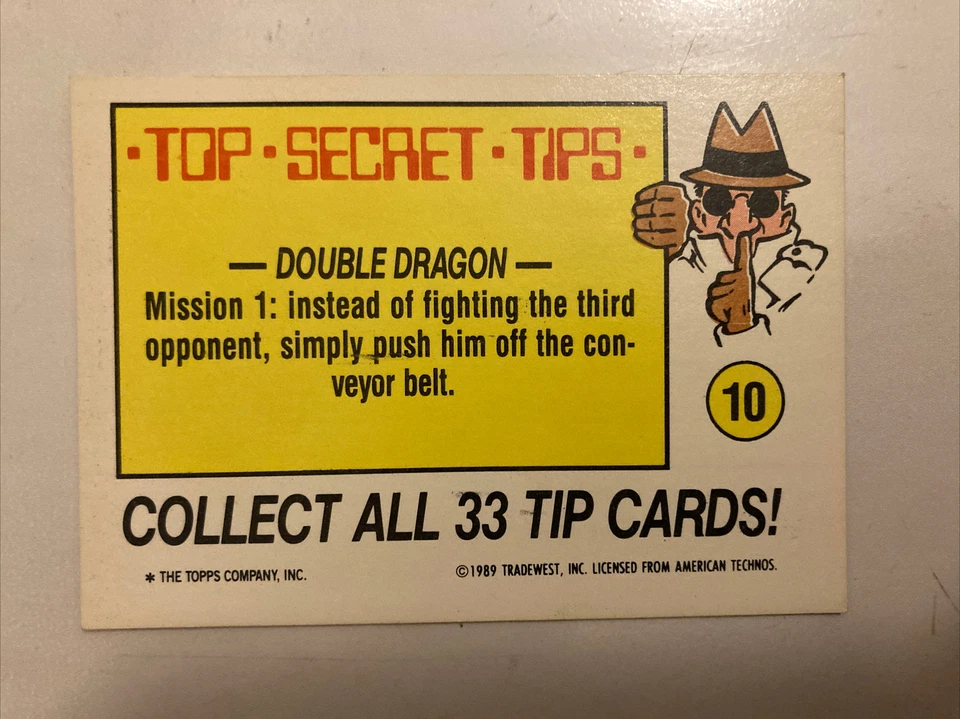 ·TOP·SECRET·TIPS·
— DOUBLE DRAGON —
Mission 1: instead of fighting the third
opponent, simply push him off the con-
veyor belt.
10
COLLECT ALL 33 TIP CARDS!
* THE TOPPS COMPANY, INC.
©1989 TRADEWEST, INC. LICENSED FROM AMERICAN TECHNOS.